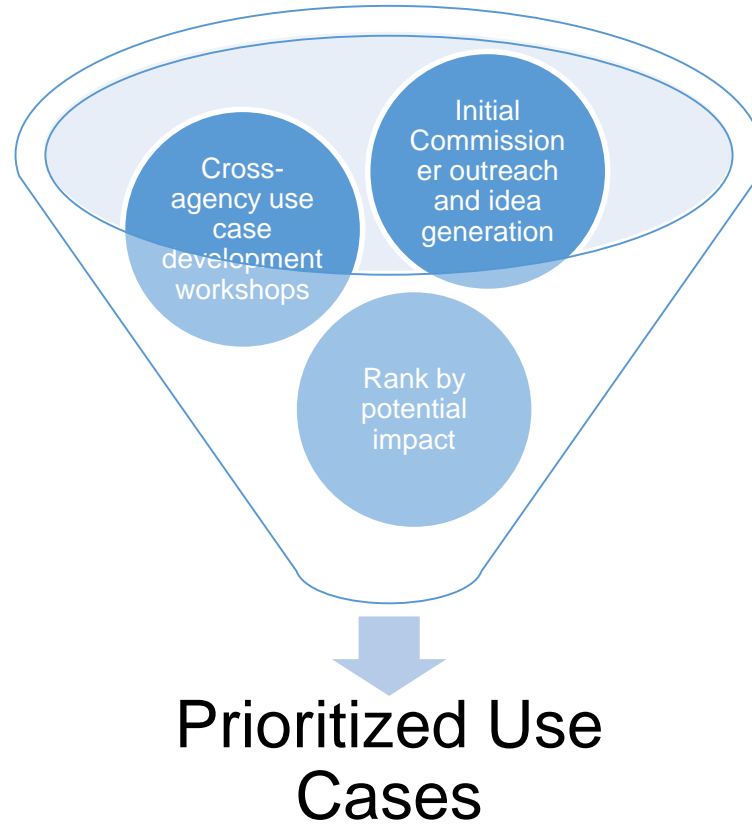 Initial
Commission
er outreach
and idea
generation
Cross-
agency use
case
development
workshops
Rank by
potential
impact
Prioritized Use
Cases